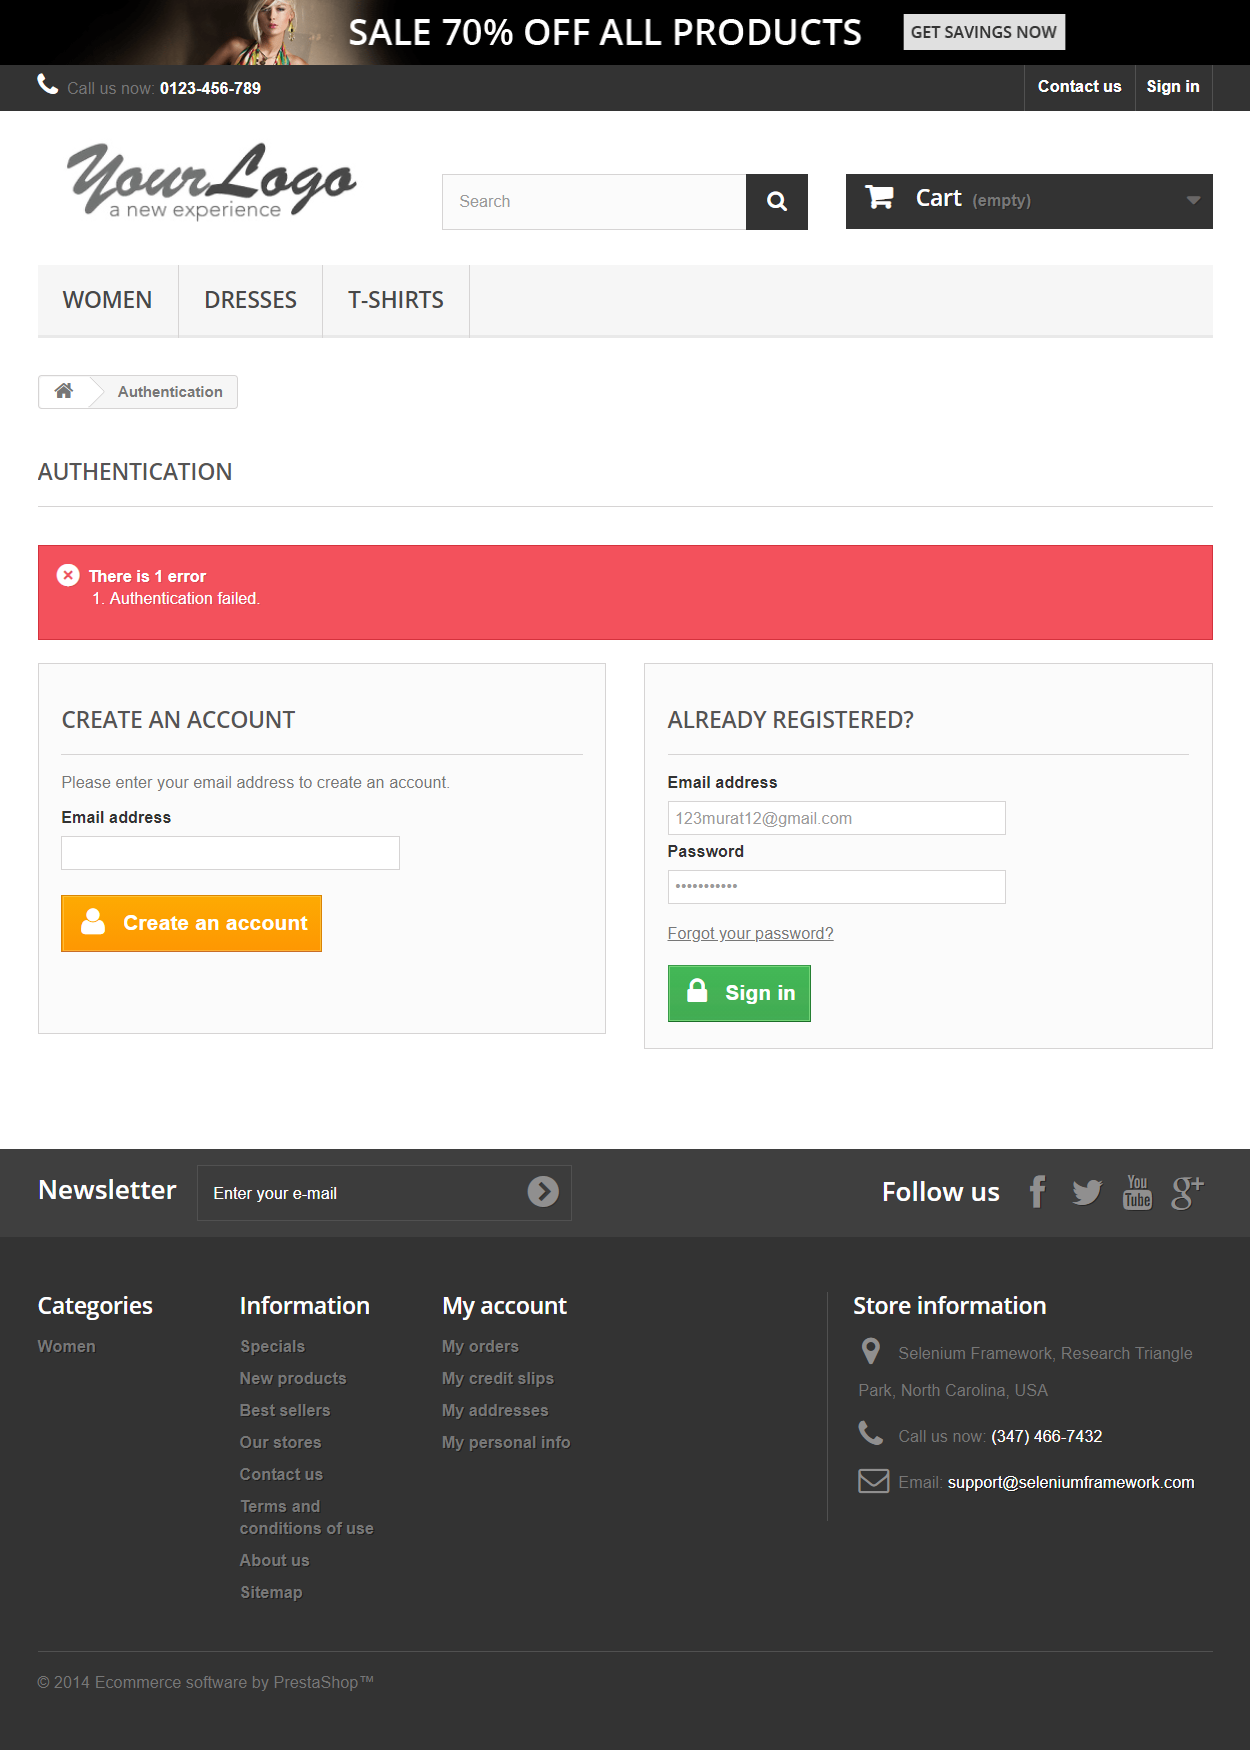 SALE 70% OFF ALL PRODUCTS GET SAVINGS NOW
Call us now: 0123-456-789 Contact us Sign in
YourLogo
a new experience
Search
Cart (empty)
WOMEN DRESSES T-SHIRTS
Authentication
AUTHENTICATION
There is 1 error
1. Authentication failed.
CREATE AN ACCOUNT
Please enter your email address to create an account.
Email address
Create an account
ALREADY REGISTERED?
Email address
123murat12@gmail.com
Password
•••••••••••
Forgot your password?
Sign in
Newsletter
Enter your e-mail
Follow us
You
Tube
g+
Categories
Women
Information
Specials
New products
Best sellers
Our stores
Contact us
Terms and
conditions of use
About us
Sitemap
My account
My orders
My credit slips
My addresses
My personal info
Store information
Selenium Framework, Research Triangle
Park, North Carolina, USA
Call us now: (347) 466-7432
Email: support@seleniumframework.com
© 2014 Ecommerce software by PrestaShop™